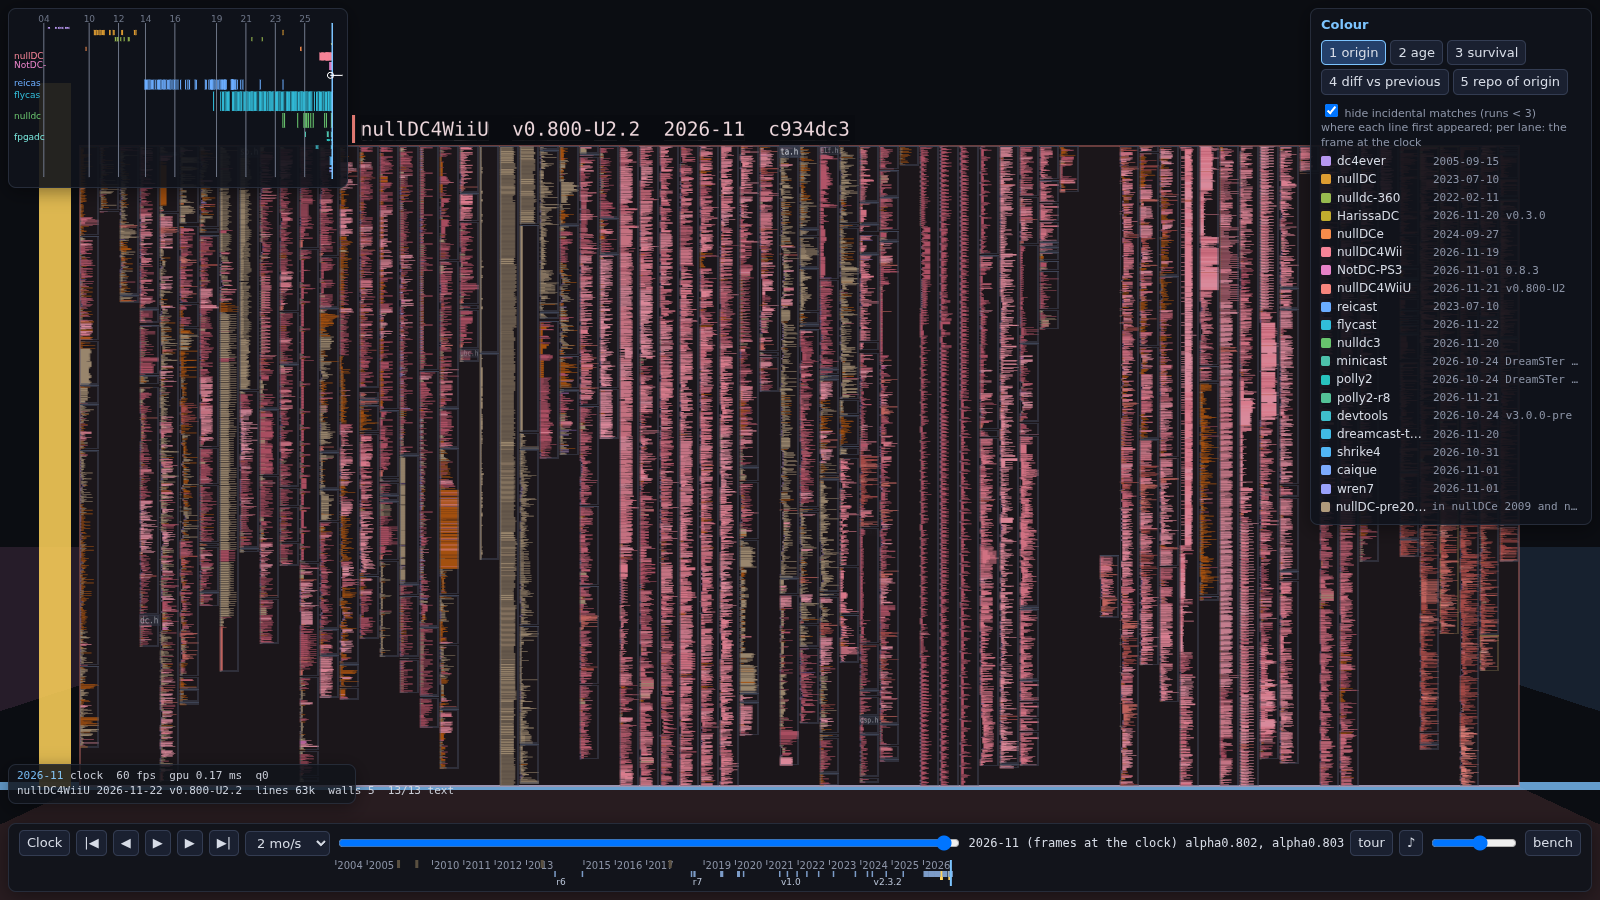 04 10 12 14 16 19 21 23 25
nullDC
NotDC-
reicas
flycas
nulldc
fpgadc
nullDC4WiiU v0.800-U2.2 2026-11 c934dc3
ta.h
dc.h
dsp.h
Colour
1 origin
2 age
3 survival
4 diff vs previous
5 repo of origin
hide incidental matches (runs < 3)
where each line first appeared; per lane: the
frame at the clock
dc4ever 2005-09-15
nullDC 2023-07-10
nulldc-360 2022-02-11
HarissaDC 2026-11-20 v0.3.0
nullDCe 2024-09-27
nullDC4Wii 2026-11-19
NotDC-PS3 2026-11-01 0.8.3
nullDC4WiiU 2026-11-21 v0.800-U2
reicast 2023-07-10
flycast 2026-11-22
nulldc3 2026-11-20
minicast 2026-10-24 DreamSTer …
polly2 2026-10-24 DreamSTer …
polly2-r8 2026-11-21
devtools 2026-10-24 v3.0.0-pre
dreamcast-t… 2026-11-20
shrike4 2026-10-31
caique 2026-11-01
wren7 2026-11-01
nullDC-pre20… in nullDCe 2009 and n…
2026-11 clock 60 fps gpu 0.17 ms q0
nullDC4WiiU 2026-11-22 v0.800-U2.2 lines 63k walls 5 13/13 text
Clock |◀ ◀ ▶ ▶ ▶| 2 mo/s 2026-11 (frames at the clock) alpha0.802, alpha0.803 tour ♪ bench
2004 2005 2010 2011 2012 2013 2015 2016 2017 2019 2020 2021 2022 2023 2024 2025 2026
r6 r7 v1.0 v2.3.2